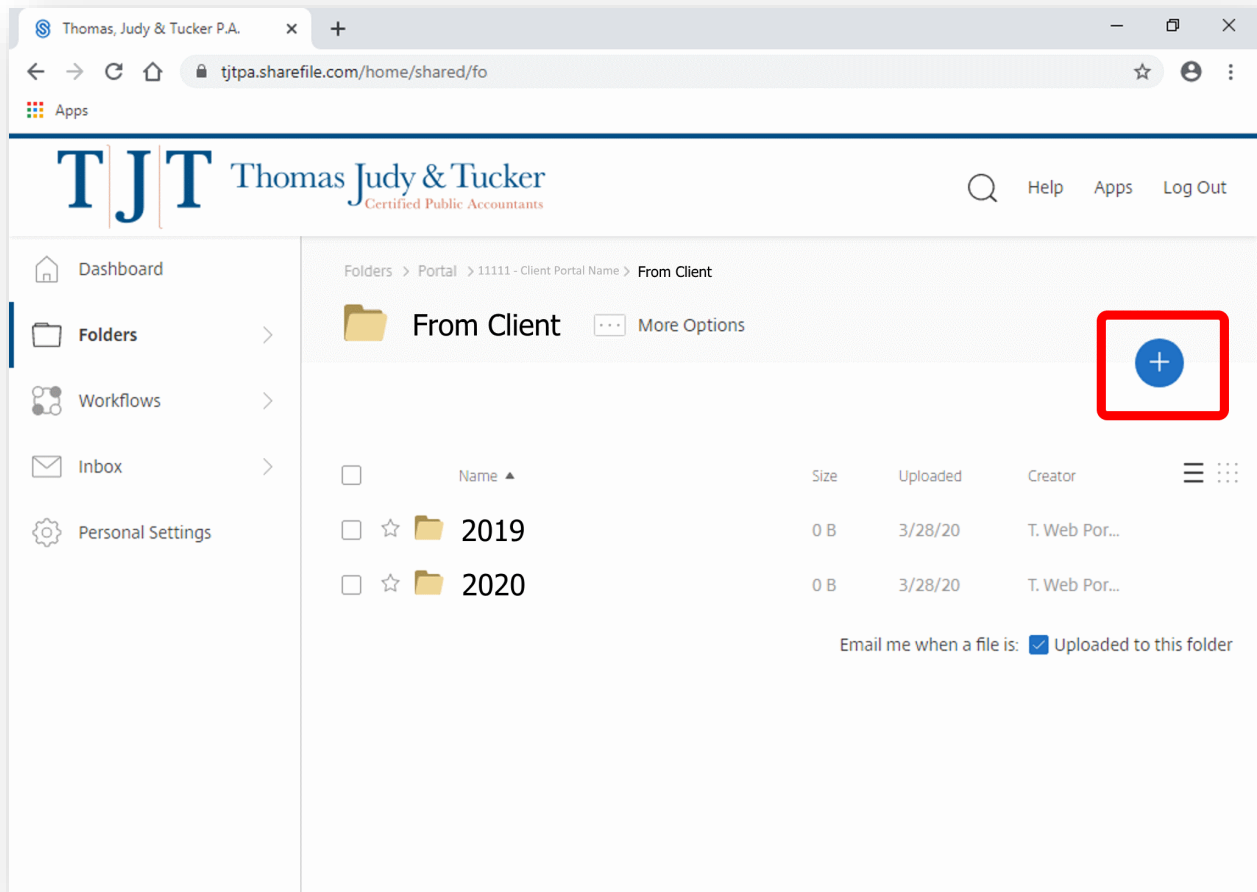 Thomas, Judy & Tucker P.A.
tjtpa.sharefile.com/home/shared/fo
Apps
TJT Thomas Judy & Tucker
Certified Public Accountants
Help Apps Log Out
Dashboard
Folders
Workflows
Inbox
Personal Settings
Folders > Portal > 11111 - Client Portal Name > From Client
From Client ... More Options
Name Size Uploaded Creator
2019 0 B 3/28/20 T. Web Por...
2020 0 B 3/28/20 T. Web Por...
Email me when a file is: Uploaded to this folder